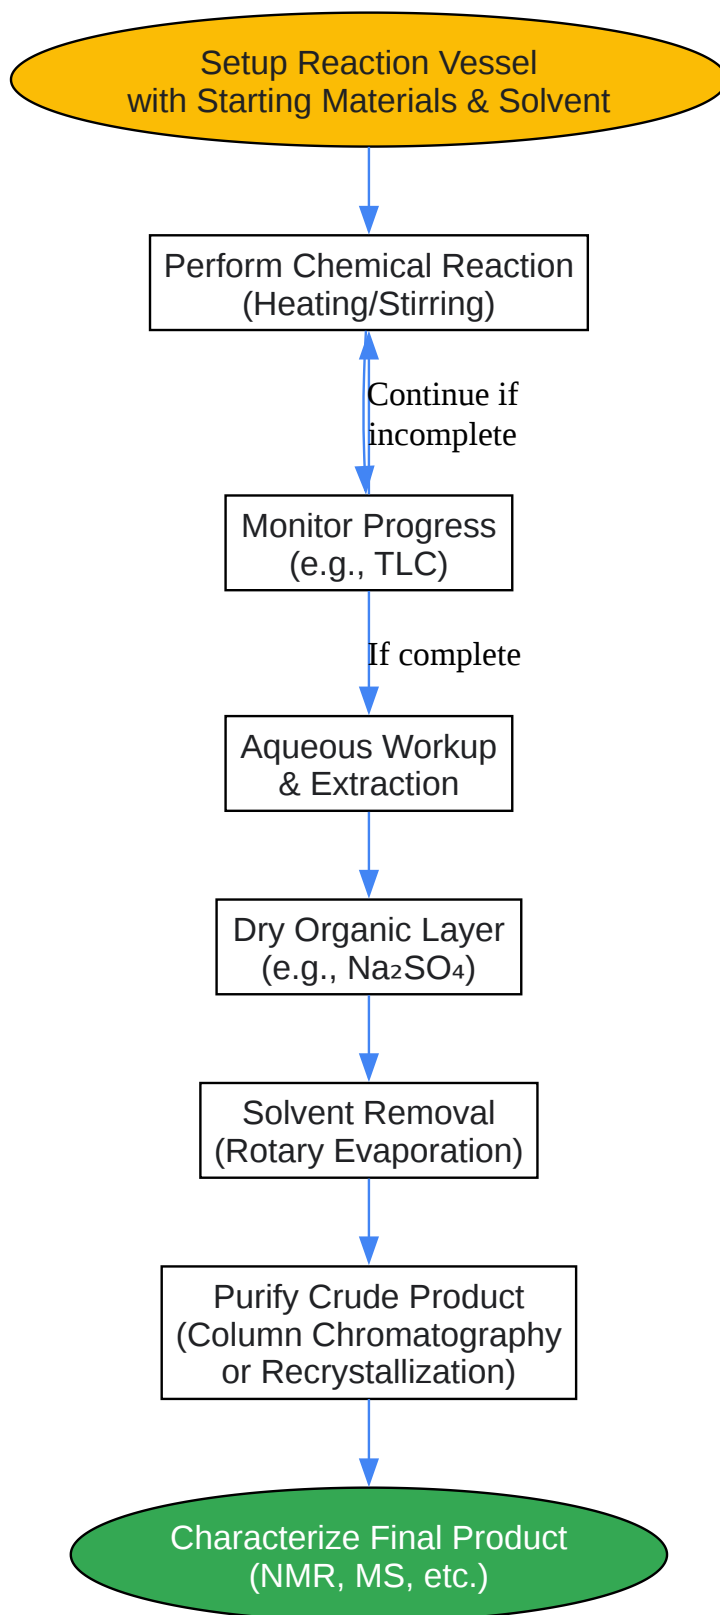 Setup Reaction Vessel
with Starting Materials & Solvent
Perform Chemical Reaction
(Heating/Stirring)
Continue if
incomplete
Monitor Progress
(e.g., TLC)
If complete
Aqueous Workup
& Extraction
Dry Organic Layer
(e.g., Na₂SO₄)
Solvent Removal
(Rotary Evaporation)
Purify Crude Product
(Column Chromatography
or Recrystallization)
Characterize Final Product
(NMR, MS, etc.)